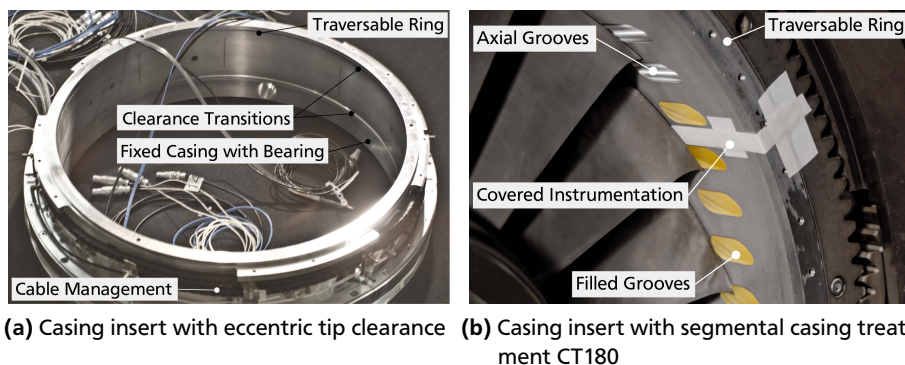 Traversable Ring
Clearance Transitions
Fixed Casing with Bearing
Cable Management
Axial Grooves
Traversable Ring
Covered Instrumentation
Filled Grooves
(a) Casing insert with eccentric tip clearance
(b) Casing insert with segmental casing treat
ment CT180